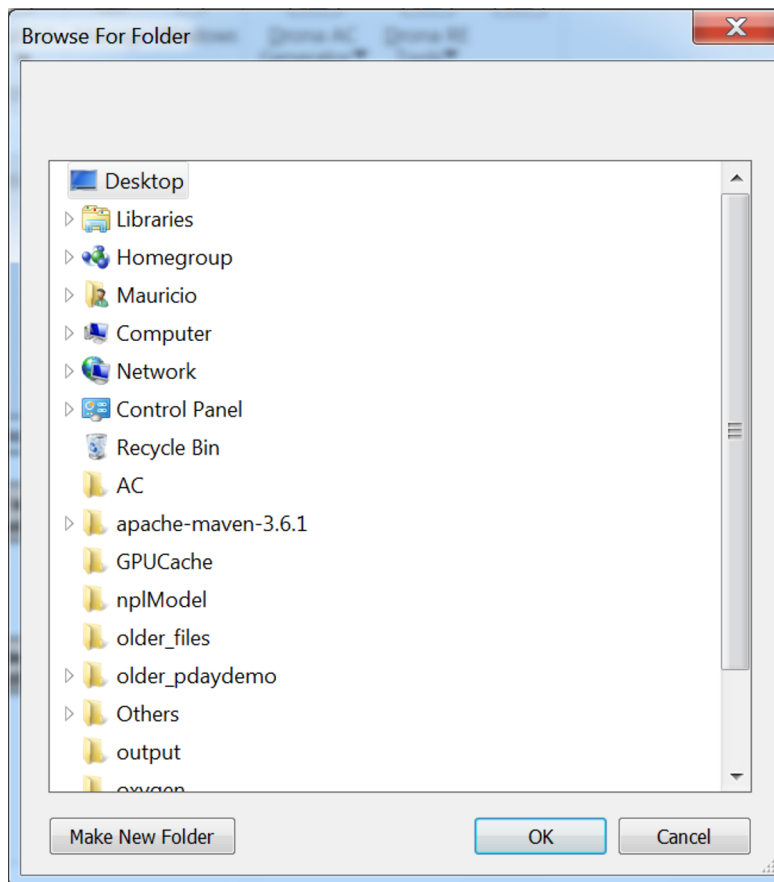 Browse For Folder
Desktop
Libraries
Homegroup
Mauricio
Computer
Network
Control Panel
Recycle Bin
AC
apache-maven-3.6.1
GPUCache
nplModel
older_files
older_pdaydemo
Others
output
oxygen
Make New Folder
OK
Cancel